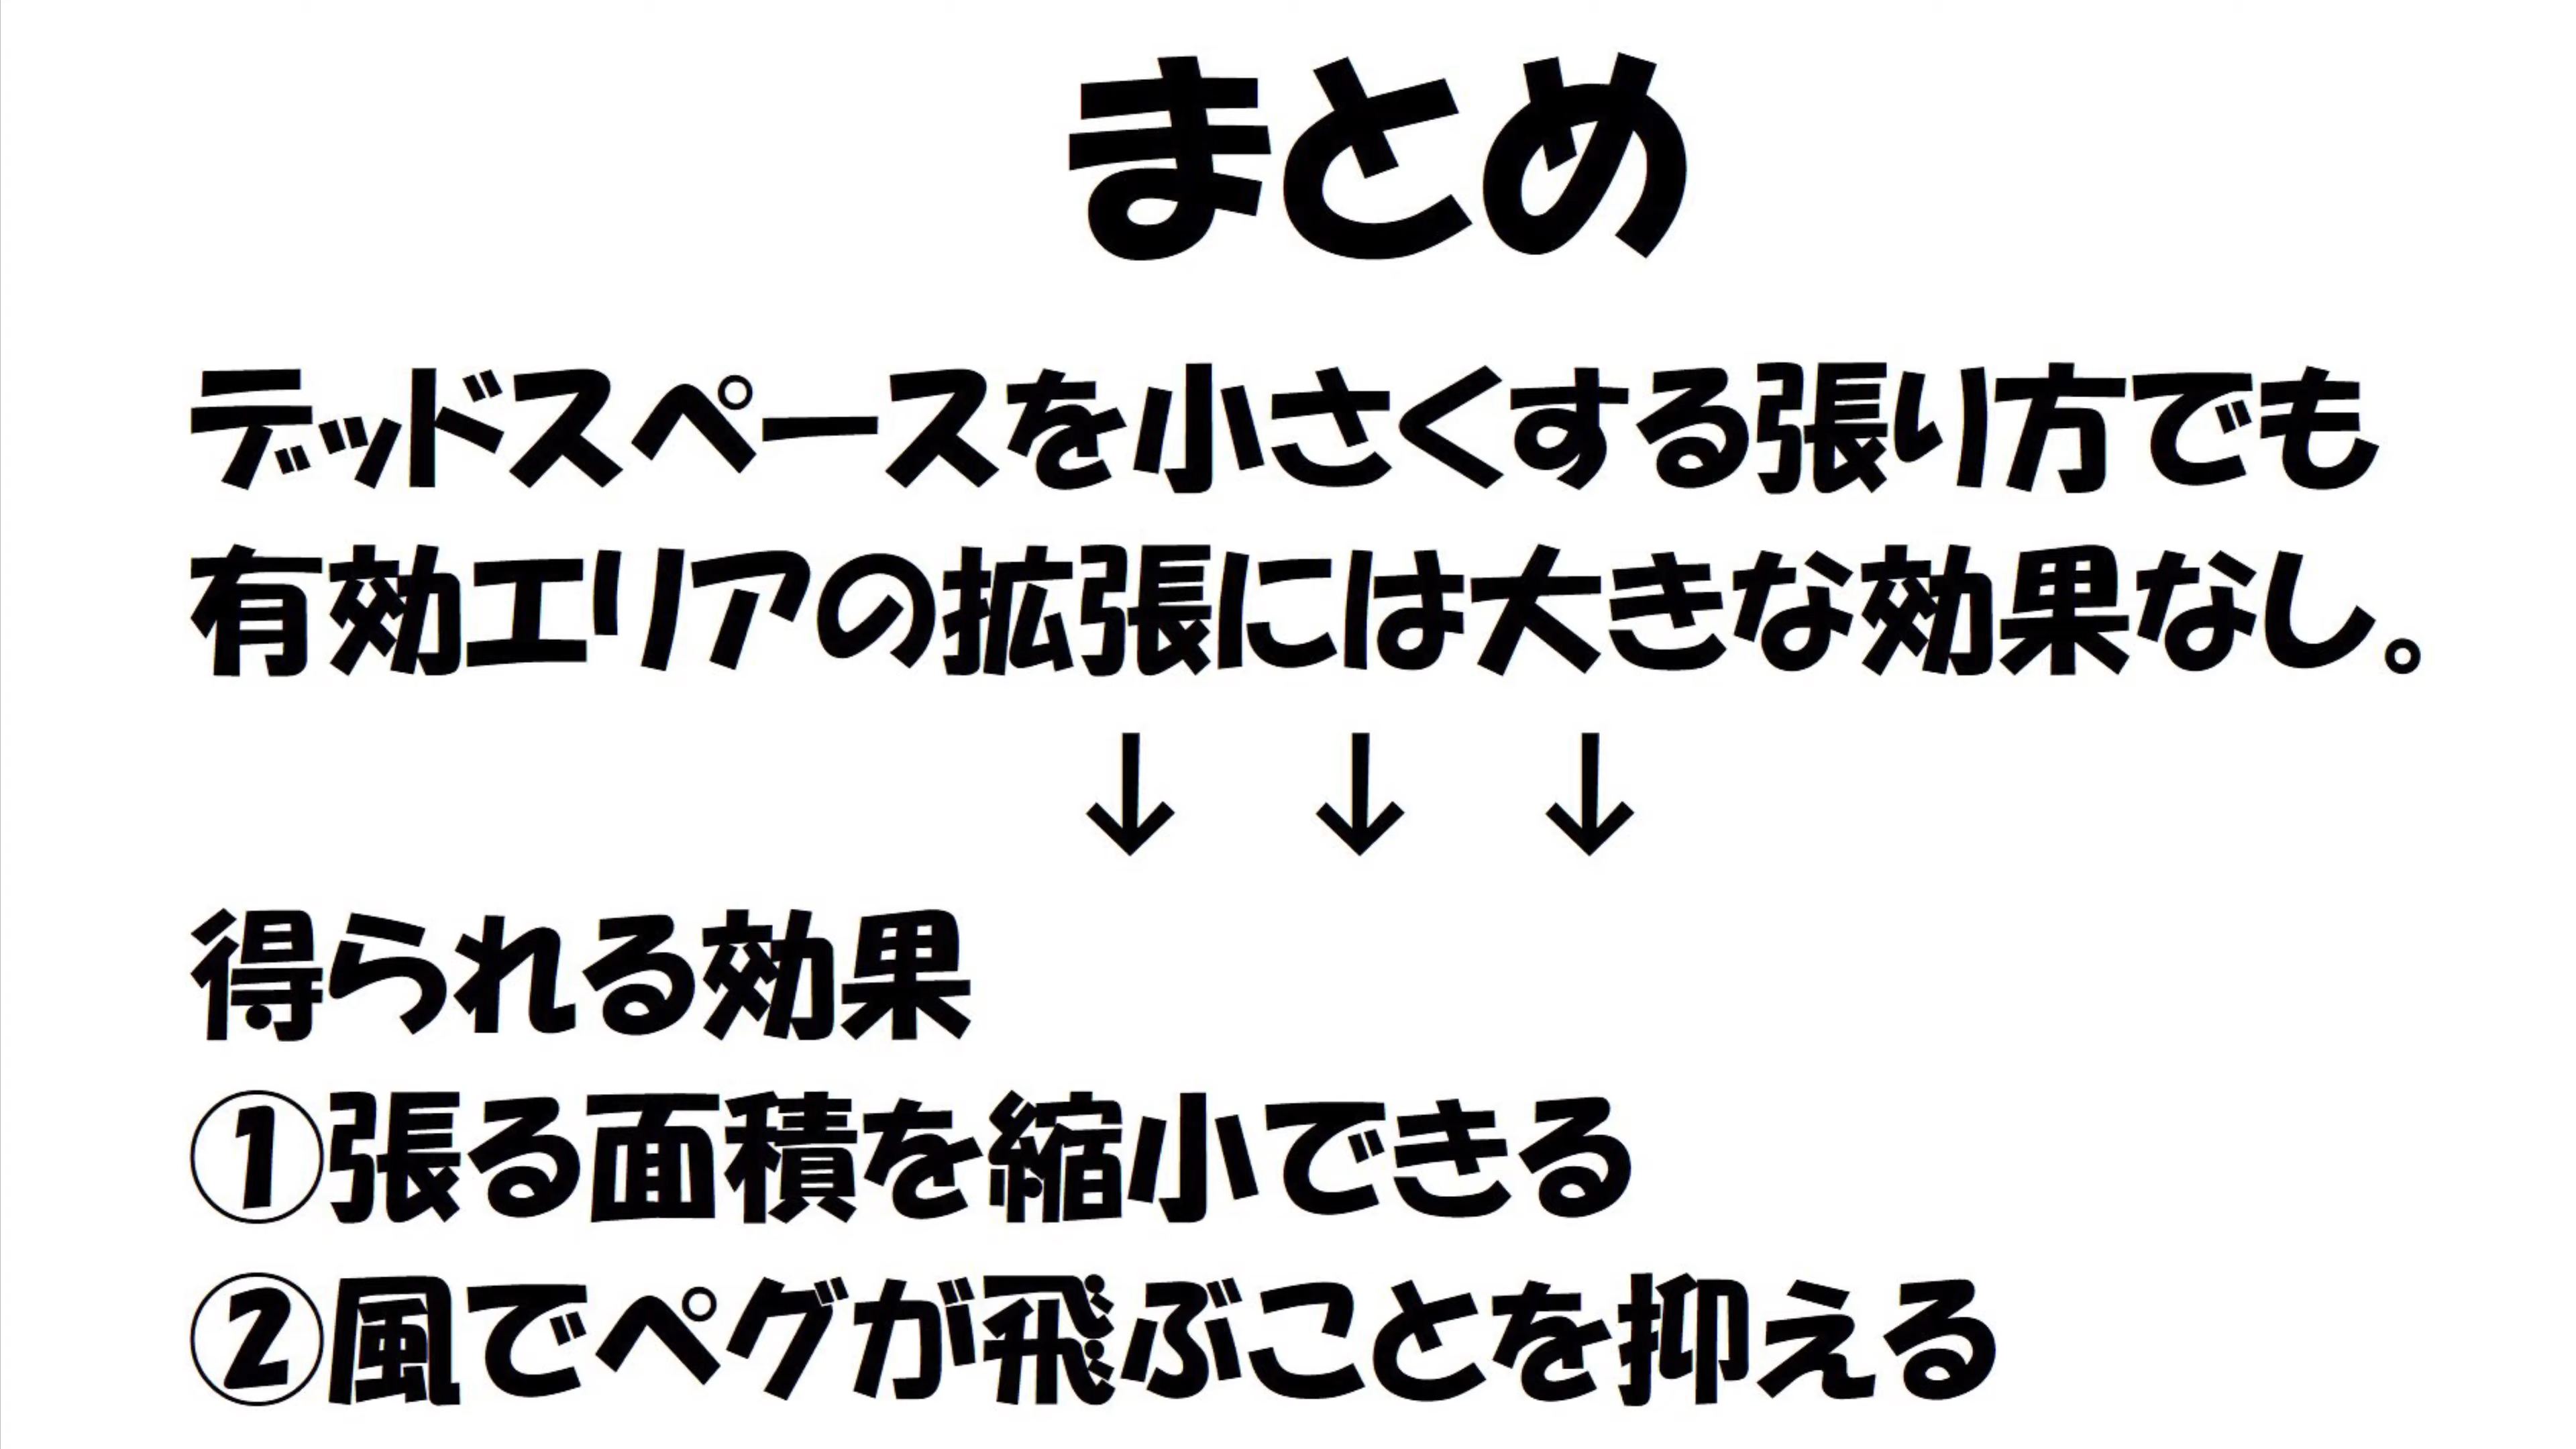 まとめ
デッドスペースを小さくする張り方でも
有効エリアの拡張には大きな効果なし。
↓ ↓ ↓
得られる効果
①張る面積を縮小できる
②風でペグが飛ぶことを抑える